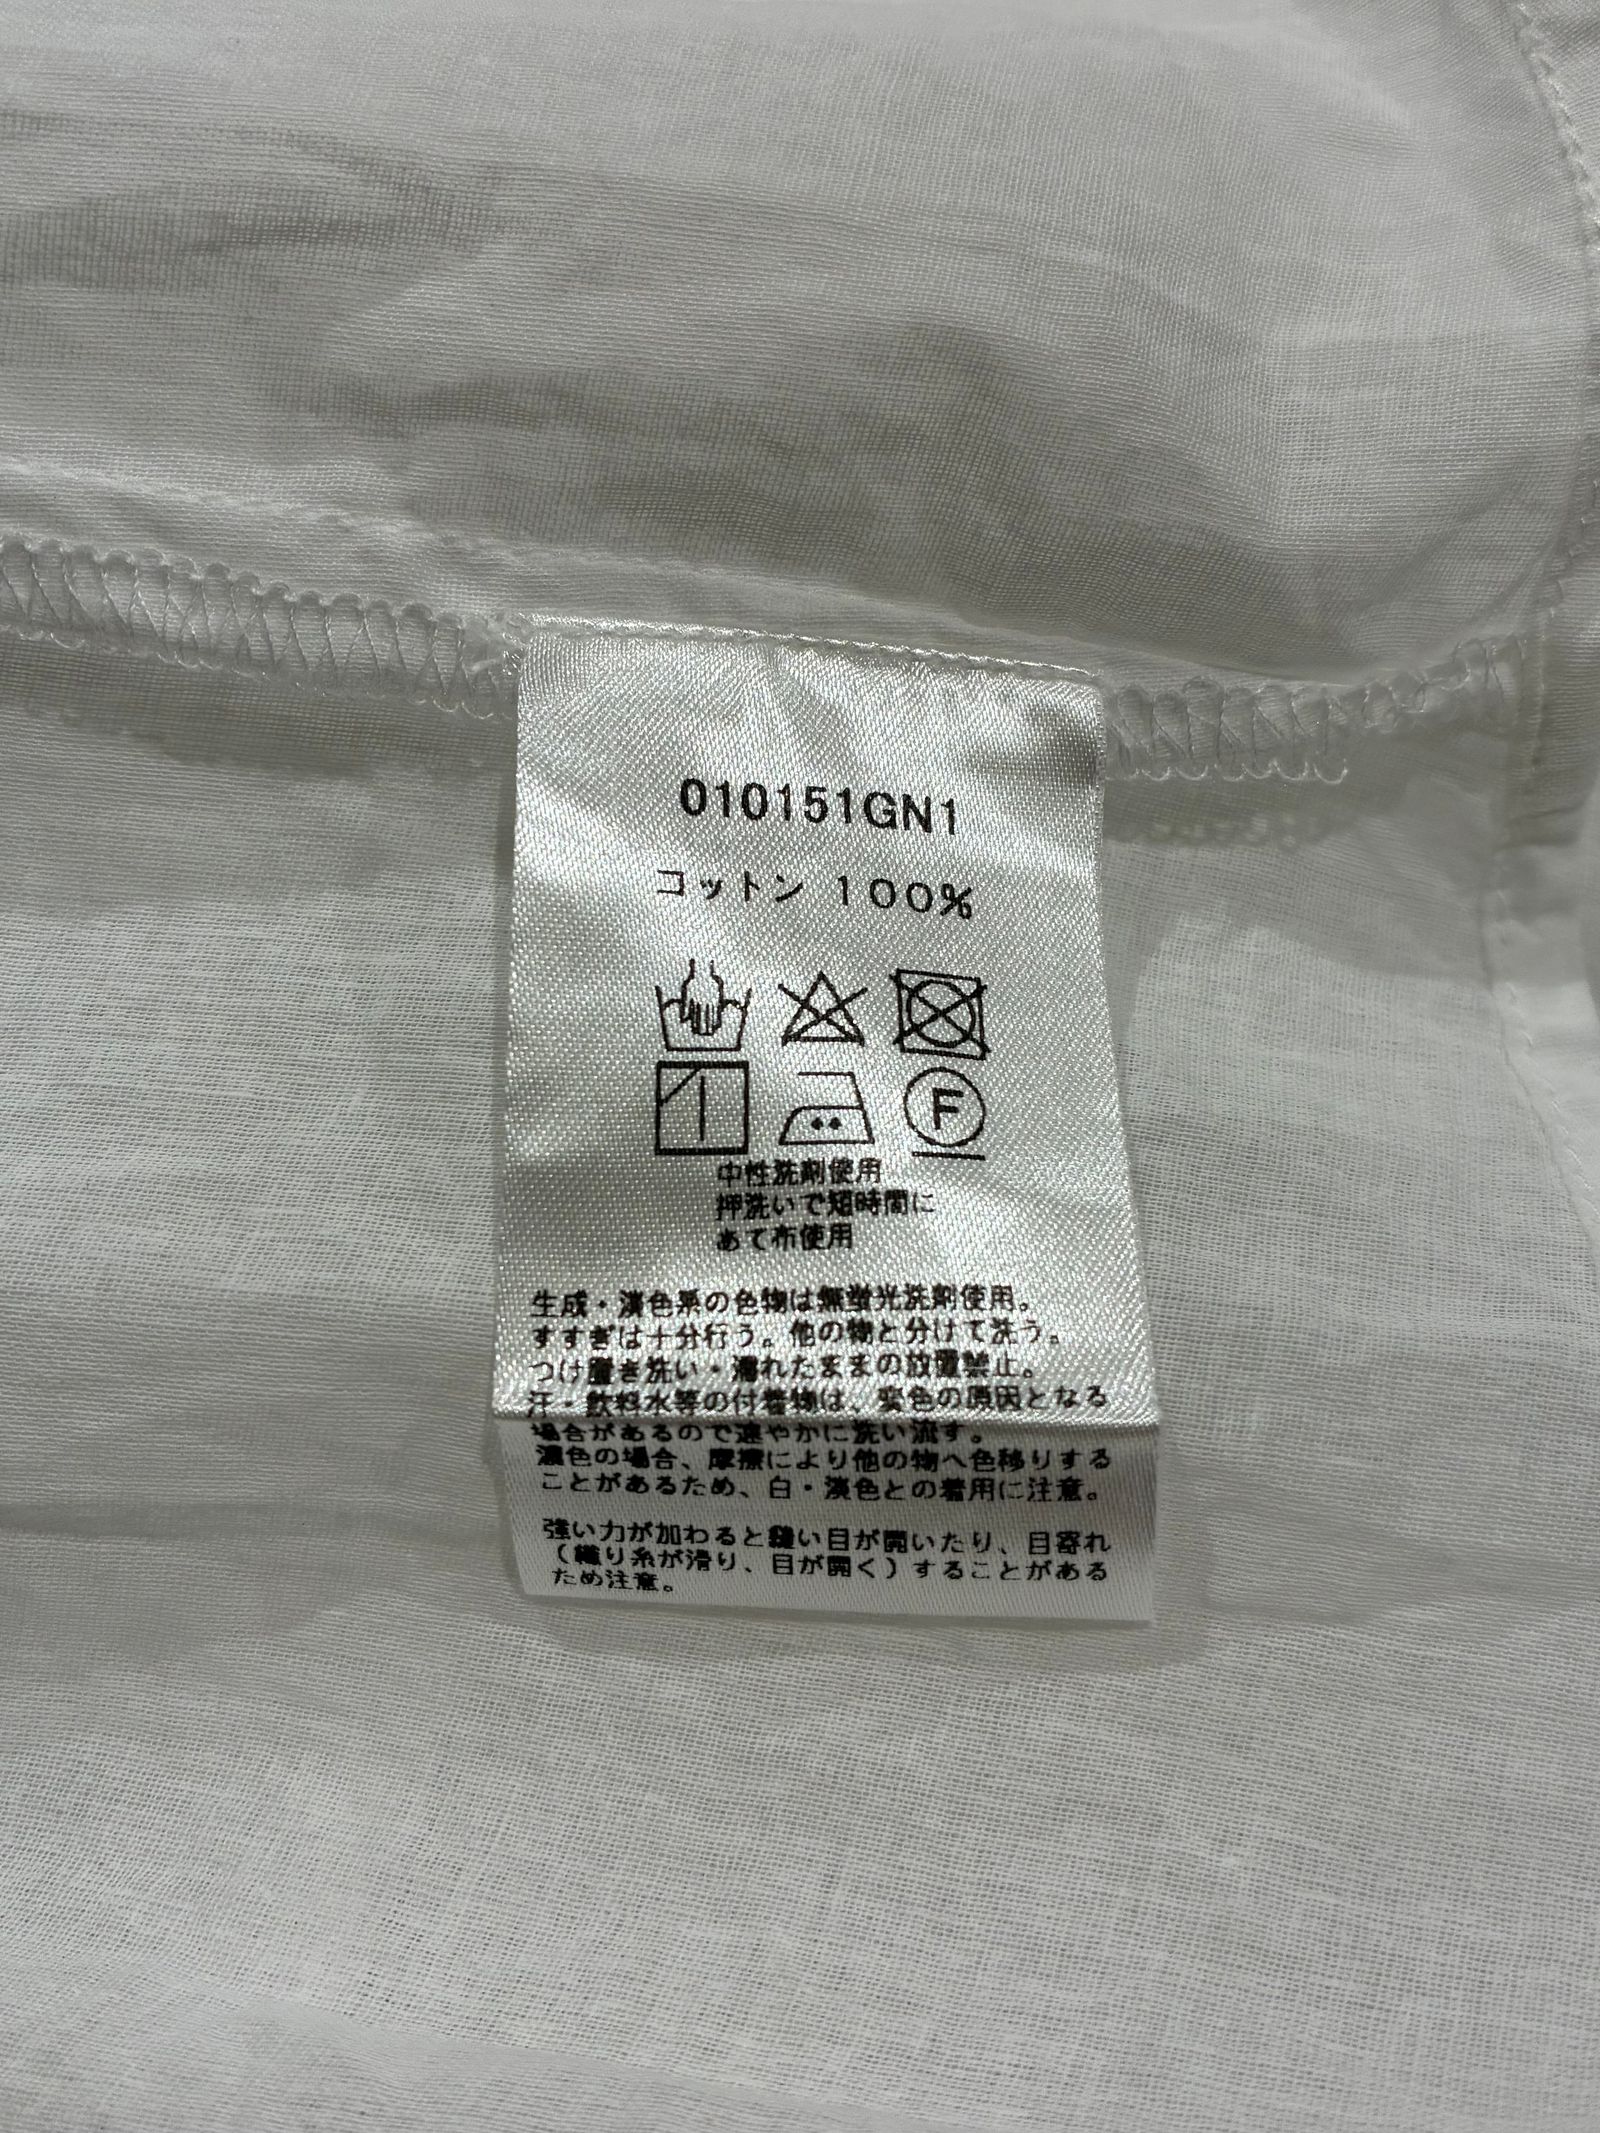 010151GN1
コットン 100%
F
中性洗剤使用
押洗いで短時間に
あて布使用
生成・淡色系の色物は無蛍光洗剤使用。
すすぎは十分行う。他の物と分けて洗う。
つけ置き洗い・濡れたままの放置禁止。
汗・飲料水等の付着物は、変色の原因となる
場合があるので速やかに洗い流す。
濃色の場合、摩擦により他の物へ色移りする
ことがあるため、白・淡色との着用に注意。
強い力が加わると縫い目が開いたり、目寄れ
(織り糸が滑り、目が開く)することがある
ため注意。